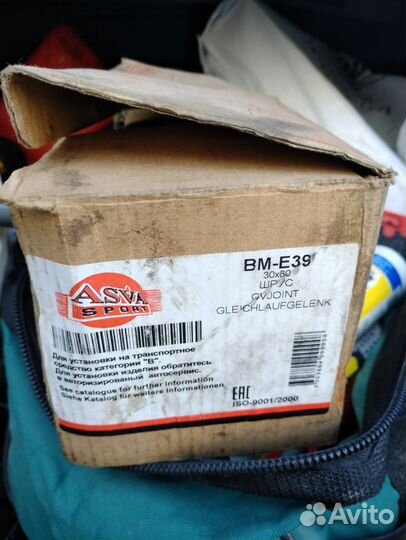 BM-E39
30x80
ШРУС
CVJOINT
GLEICHLAUFGELENK
ASVA
SPORT
Для установки на транспортное
средство категории "В".
Для установки изделия обратитесь
в авторизированый автосервис.
See catalogue for further information
Siehe Katalog für weitere informationen
EAC
ISO-9001/2000
Avito